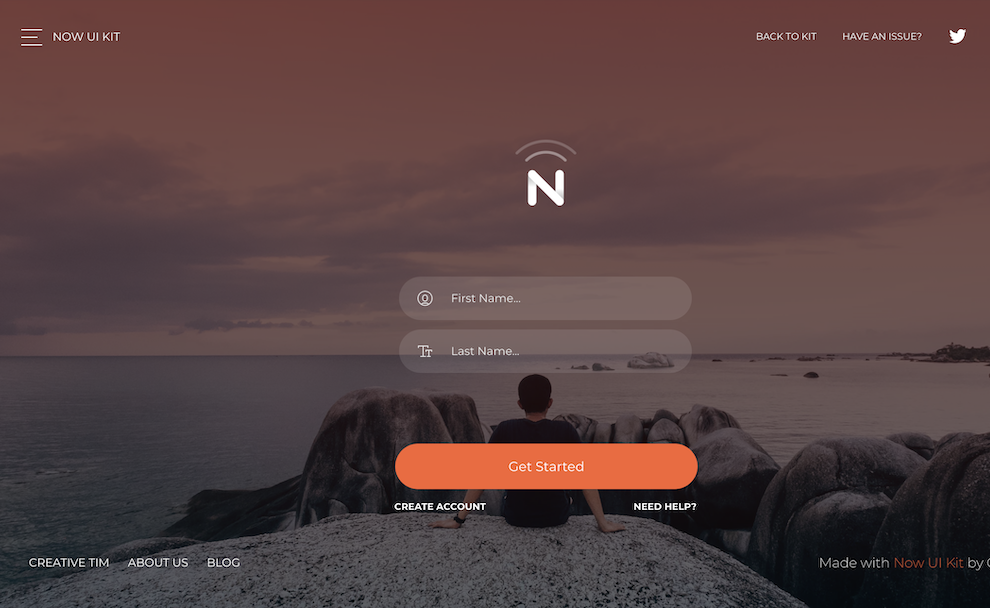 NOW UI KIT
BACK TO KIT
HAVE AN ISSUE?
N
First Name...
Last Name...
Get Started
CREATE ACCOUNT
NEED HELP?
CREATIVE TIM
ABOUT US
BLOG
Made with Now UI Kit by